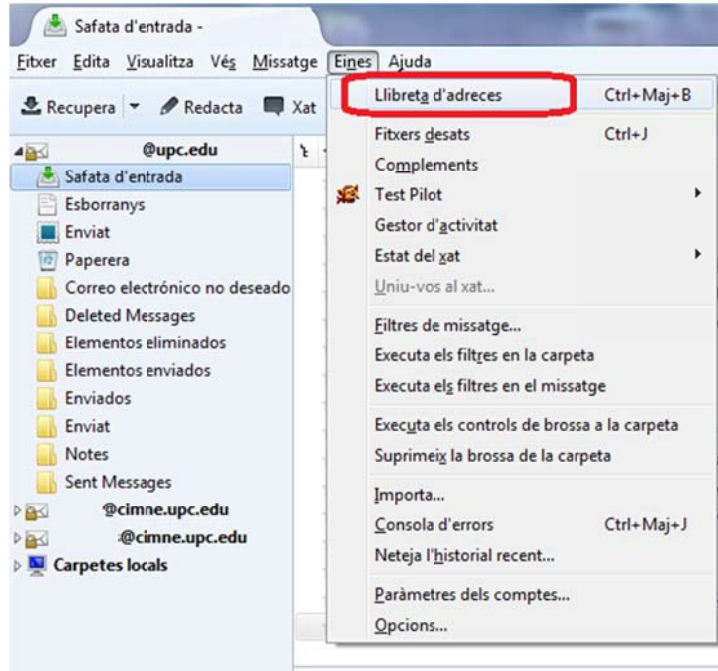 Safata d'entrada -
Fitxer Edita Visualitza Vés Missatge Eines Ajuda
Recupera Redacta Xat
@upc.edu
Safata d'entrada
Esborranys
Enviat
Paperera
Correo electrónico no deseado
Deleted Messages
Elementos eliminados
Elementos enviados
Enviados
Enviat
Notes
Sent Messages
@cimne.upc.edu
@cimne.upc.edu
Carpetes locals
Llibreta d'adreces Ctrl+Maj+B
Fitxers desats Ctrl+J
Complements
Test Pilot
Gestor d'activitat
Estat del xat
Uniu-vos al xat...
Filtres de missatge...
Executa els filtres en la carpeta
Executa els filtres en el missatge
Executa els controls de brossa a la carpeta
Suprimeix la brossa de la carpeta
Importa...
Consola d'errors Ctrl+Maj+J
Neteja l'historial recent...
Paràmetres dels comptes...
Opcions...